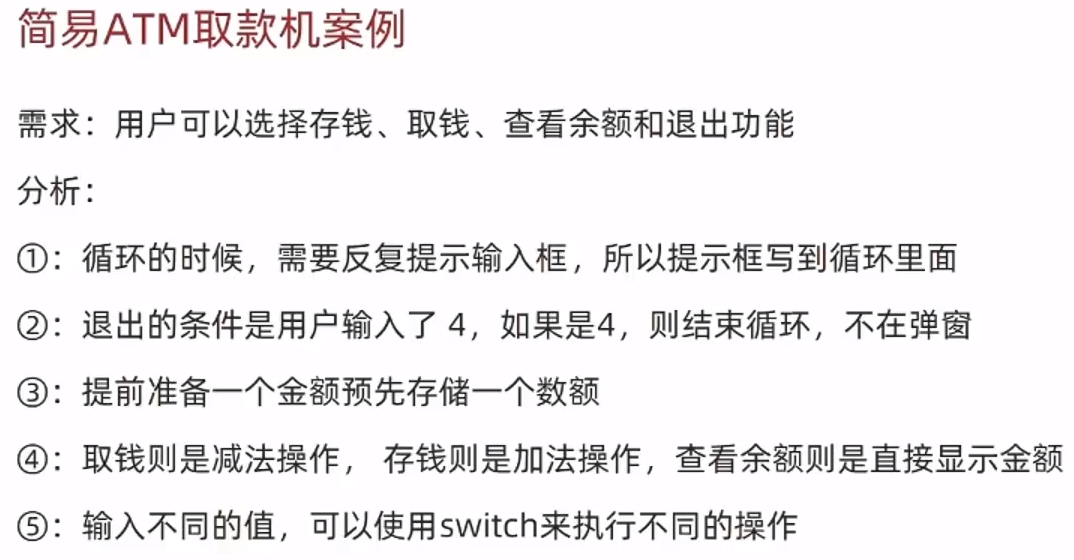 简易ATM取款机案例
需求：用户可以选择存钱、取钱、查看余额和退出功能
分析：
①：循环的时候，需要反复提示输入框，所以提示框写到循环里面
②：退出的条件是用户输入了 4，如果是4，则结束循环，不在弹窗
③：提前准备一个金额预先存储一个数额
④：取钱则是减法操作， 存钱则是加法操作，查看余额则是直接显示金额
⑤：输入不同的值，可以使用switch来执行不同的操作